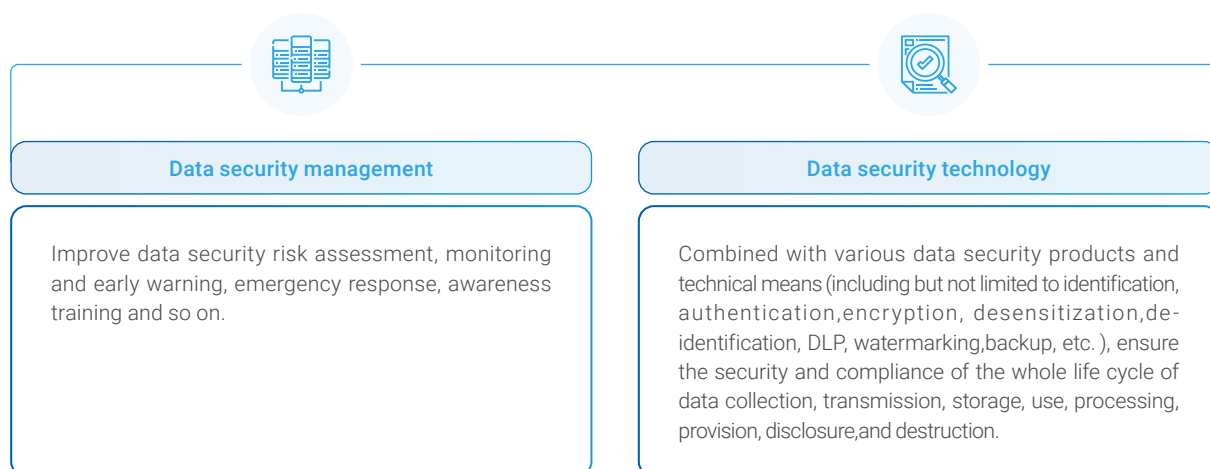 Data security management
Improve data security risk assessment, monitoring
and early warning, emergency response, awareness
training and so on.
Data security technology
Combined with various data security products and
technical means (including but not limited to identification,
authentication,encryption, desensitization,de-
identification, DLP, watermarking,backup, etc. ), ensure
the security and compliance of the whole life cycle of
data collection, transmission, storage, use, processing,
provision, disclosure,and destruction.